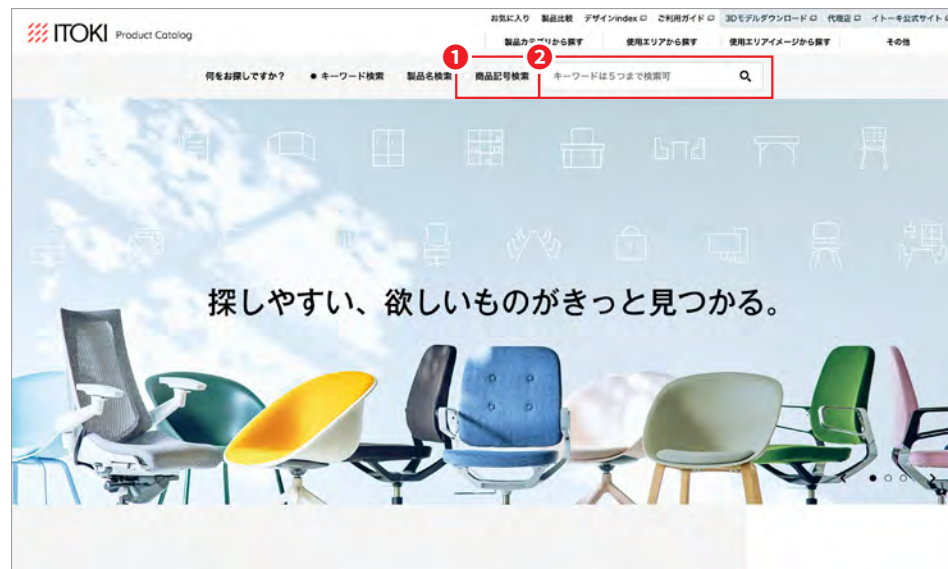 お気に入り 製品比較 デザインindex ご利用ガイド 3Dモデルダウンロード 代理店 イトーキ公式サイト
ITOKI Product Catalog
製品カテゴリから探す 使用エリアから探す 使用エリアイメージから探す その他
1 2
何をお探しですか? キーワード検索 製品名検索 商品記号検索 キーワードは5つまで検索可
探しやすい、欲しいものがきっと見つかる。